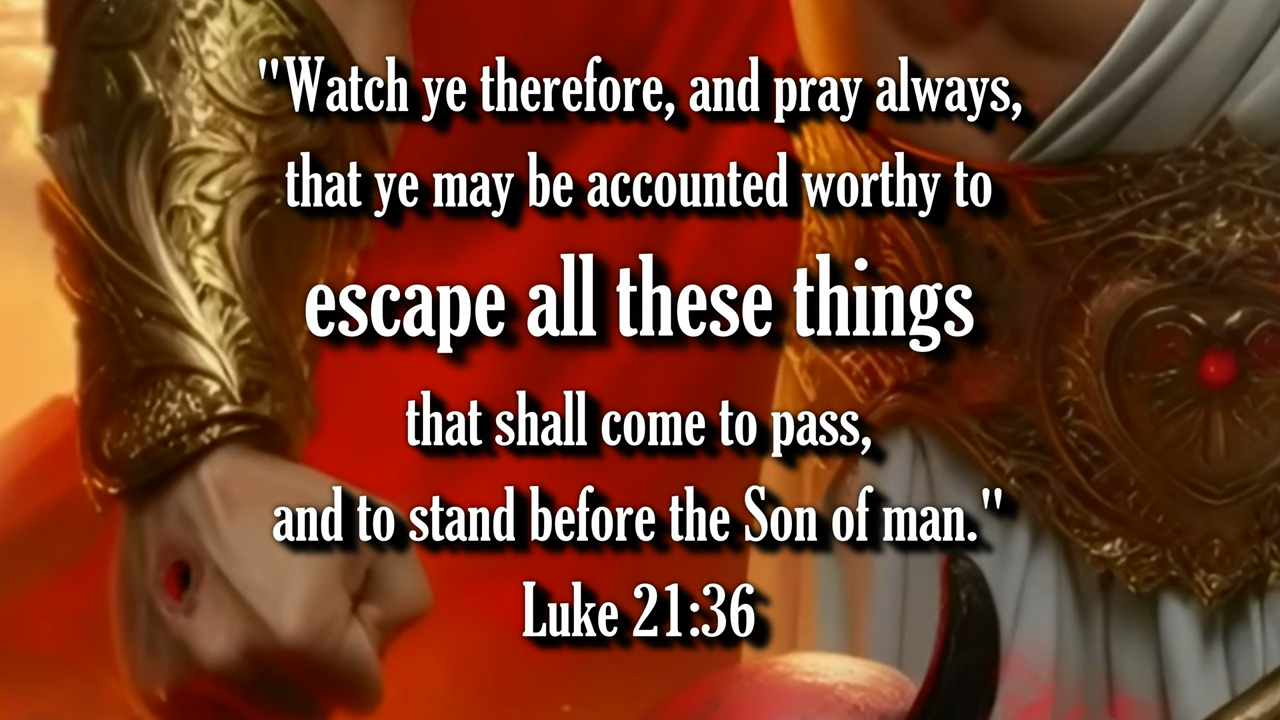 "Watch ye therefore, and pray always,
that ye may be accounted worthy to
escape all these things
that shall come to pass,
and to stand before the Son of man."
Luke 21:36